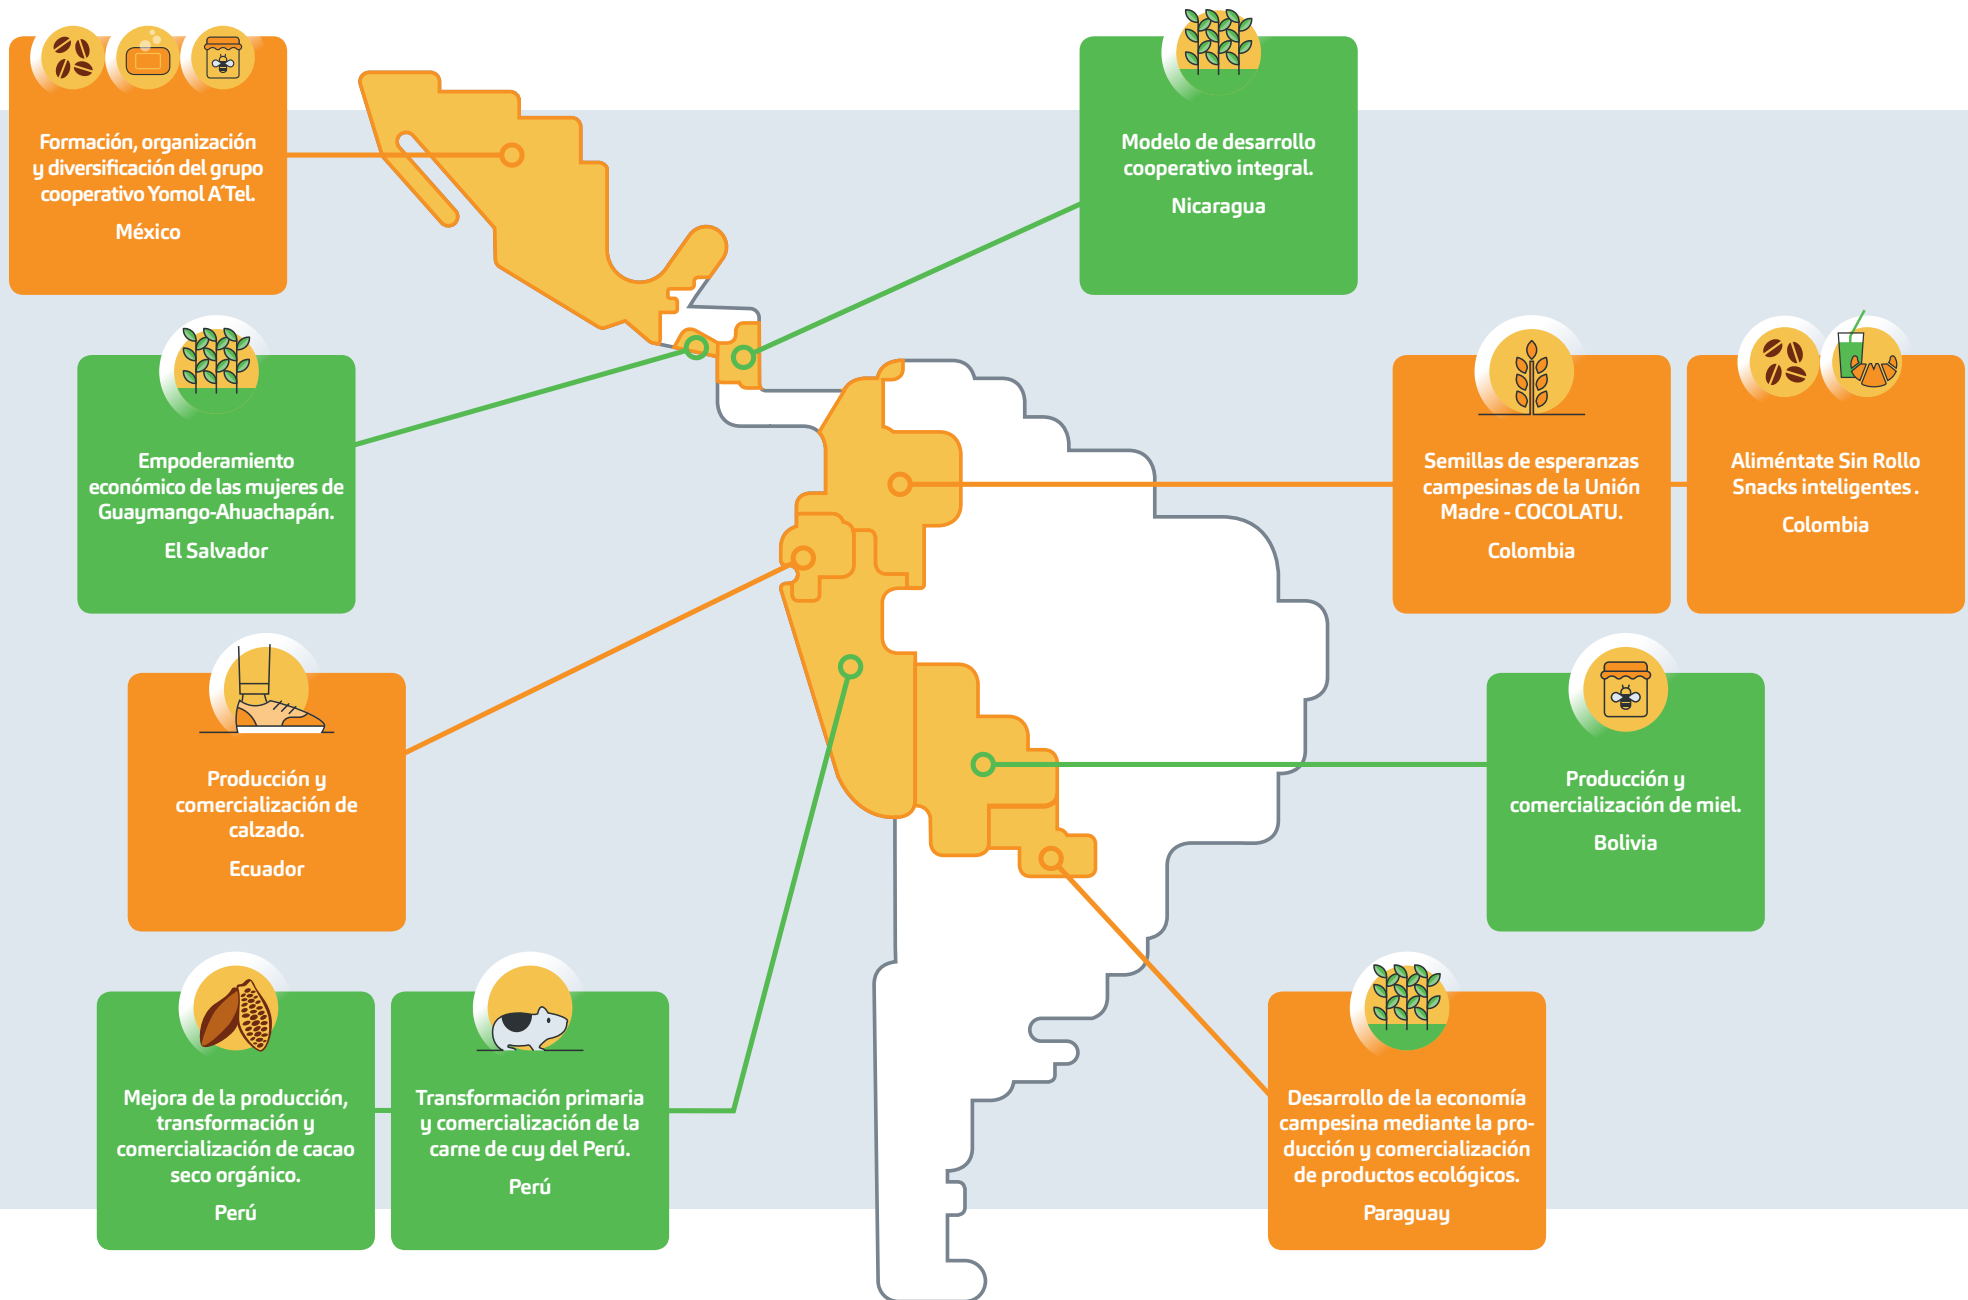 Formación, organización
y diversificación del grupo
cooperativo Yomol A´Tel.
México
Modelo de desarrollo
cooperativo integral.
Nicaragua
Empoderamiento
económico de las mujeres de
Guaymango-Ahuachapán.
El Salvador
Semillas de esperanzas
campesinas de la Unión
Madre - COCOLATU.
Colombia
Aliméntate Sin Rollo
Snacks inteligentes .
Colombia
Producción y
comercialización de
calzado.
Ecuador
Producción y
comercialización de miel.
Bolivia
Mejora de la producción,
transformación y
comercialización de cacao
seco orgánico.
Perú
Transformación primaria
y comercialización de la
carne de cuy del Perú.
Perú
Desarrollo de la economía
campesina mediante la pro-
ducción y comercialización
de productos ecológicos.
Paraguay